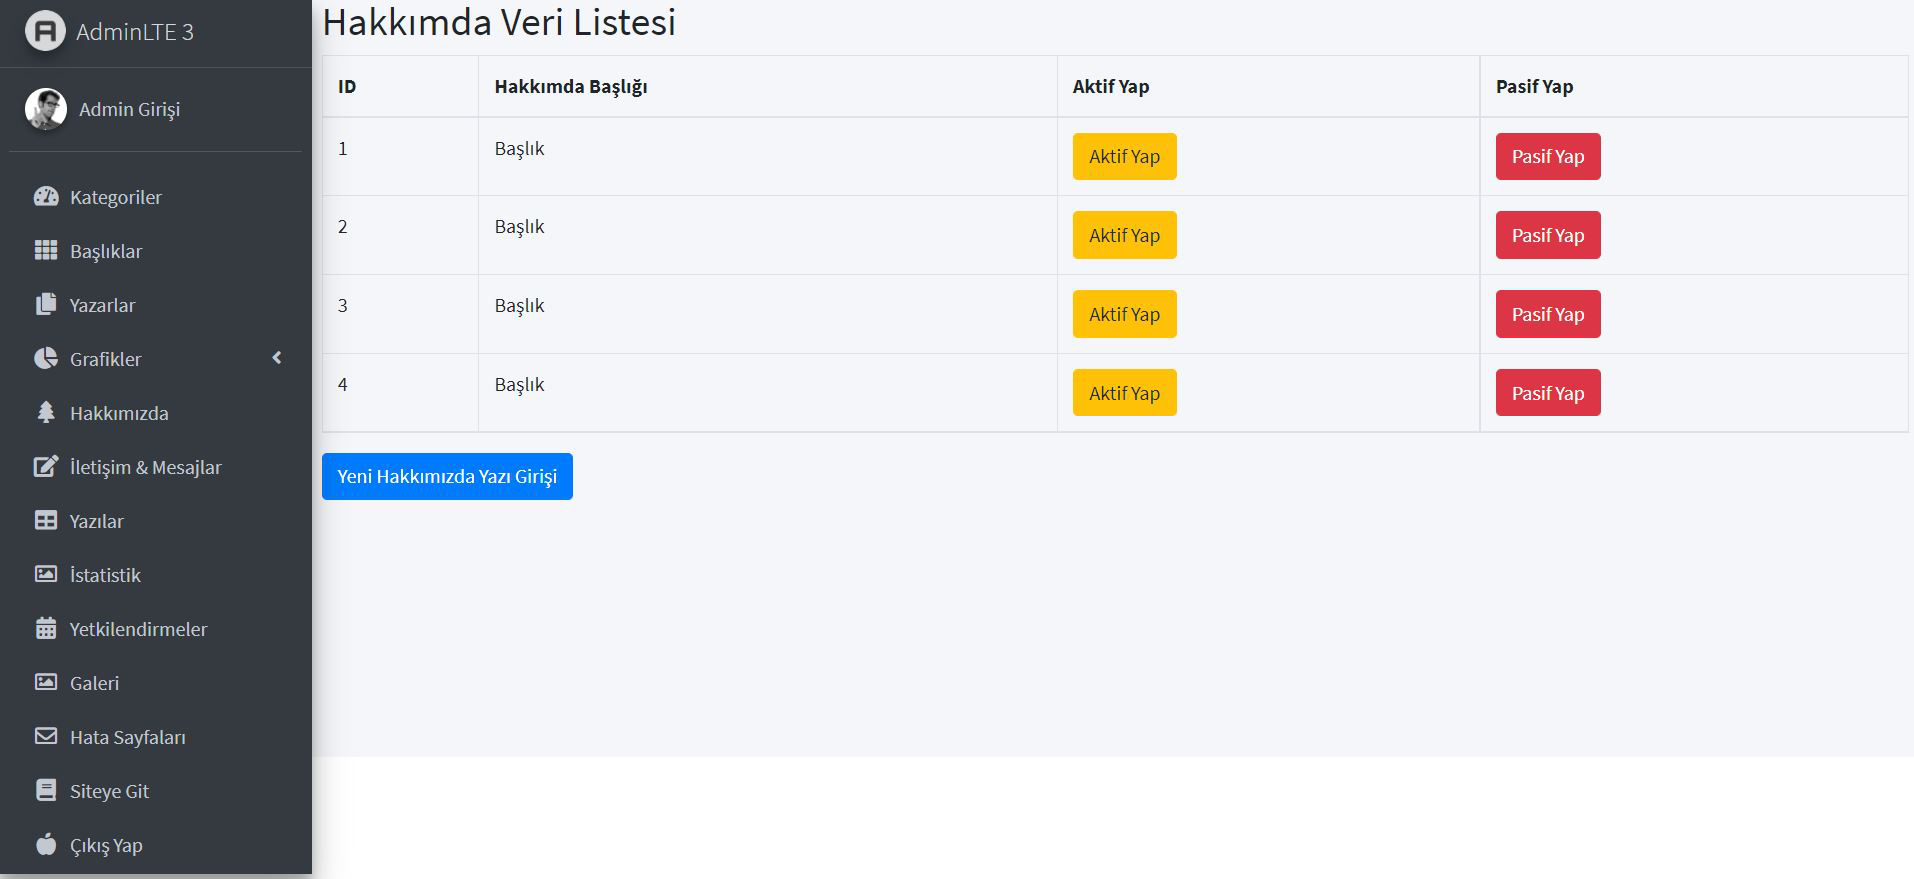 AdminLTE 3
Admin Girişi
Kategoriler
Başlıklar
Yazarlar
Grafikler
Hakkımızda
İletişim & Mesajlar
Yazılar
İstatistik
Yetkilendirmeler
Galeri
Hata Sayfaları
Siteye Git
Çıkış Yap
Hakkımda Veri Listesi
ID Hakkımda Başlığı Aktif Yap Pasif Yap
1 Başlık Aktif Yap Pasif Yap
2 Başlık Aktif Yap Pasif Yap
3 Başlık Aktif Yap Pasif Yap
4 Başlık Aktif Yap Pasif Yap
Yeni Hakkımızda Yazı Girişi